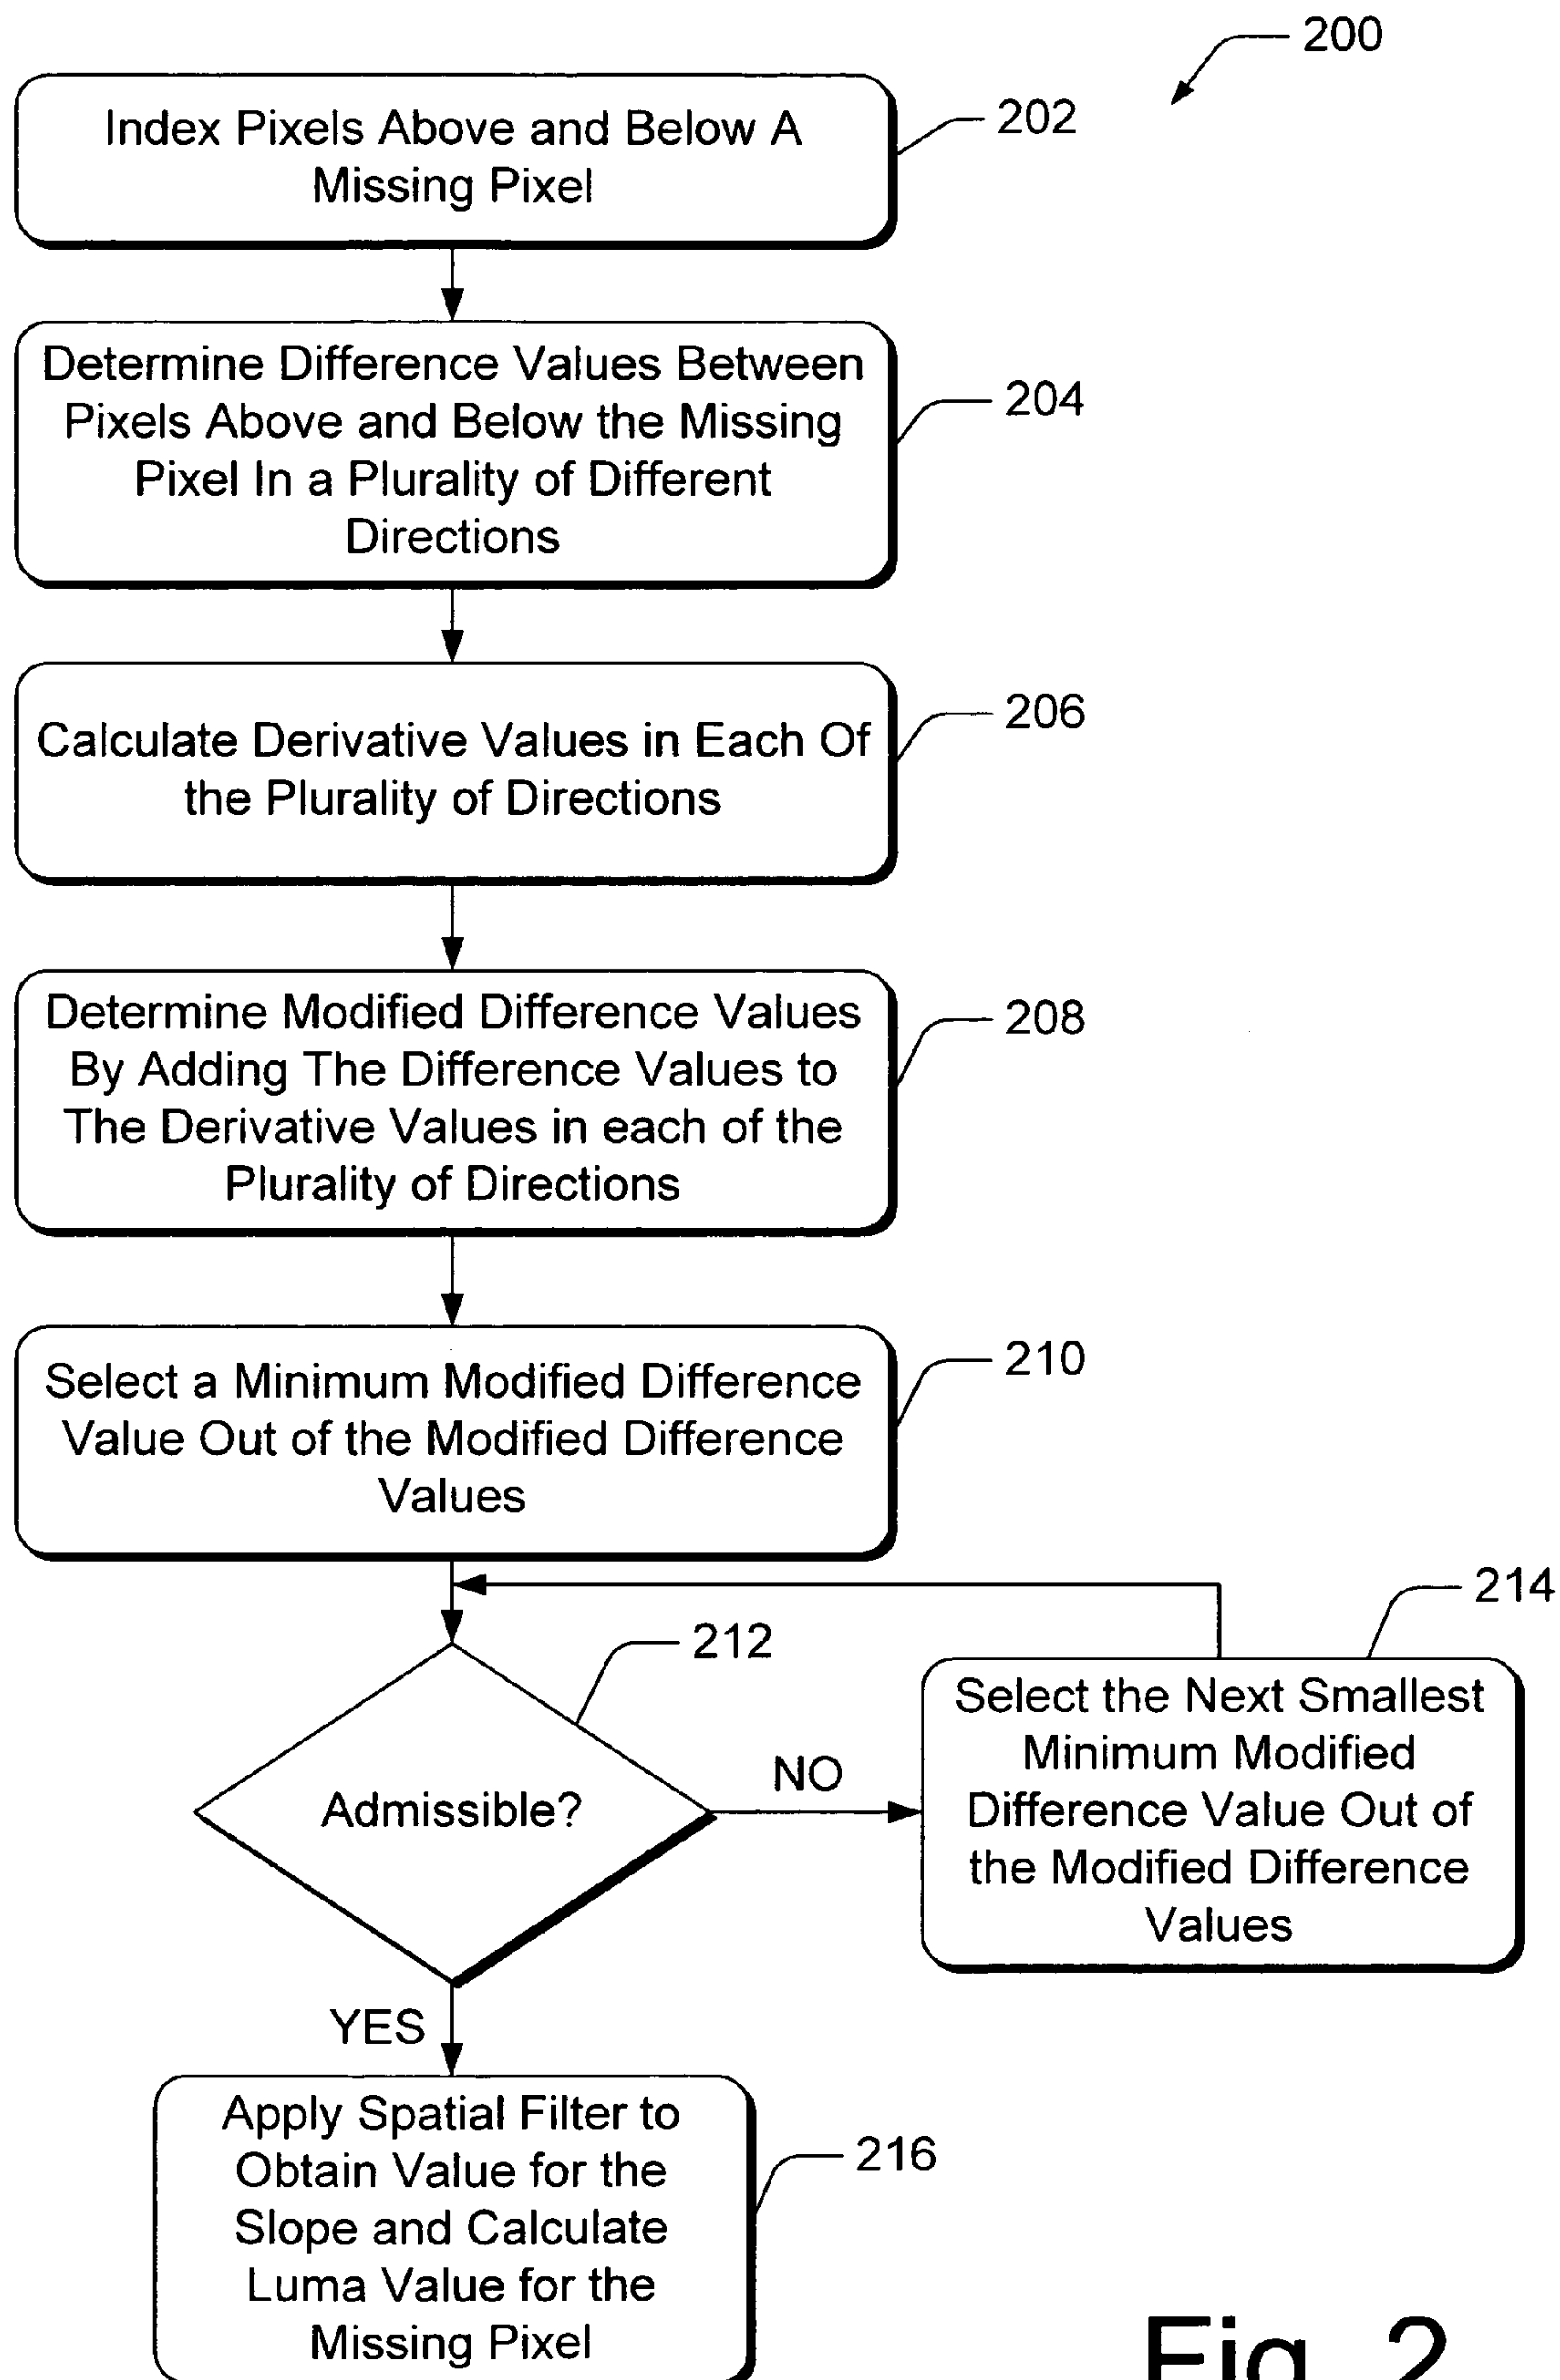 200
Index Pixels Above and Below A
Missing Pixel
202
Determine Difference Values Between
Pixels Above and Below the Missing
Pixel In a Plurality of Different
Directions
204
Calculate Derivative Values in Each Of
the Plurality of Directions
206
Determine Modified Difference Values
By Adding The Difference Values to
The Derivative Values in each of the
Plurality of Directions
208
Select a Minimum Modified Difference
Value Out of the Modified Difference
Values
210
Admissible?
212
NO
Select the Next Smallest
Minimum Modified
Difference Value Out of
the Modified Difference
Values
214
YES
Apply Spatial Filter to
Obtain Value for the
Slope and Calculate
Luma Value for the
Missing Pixel
216
Fig. 2